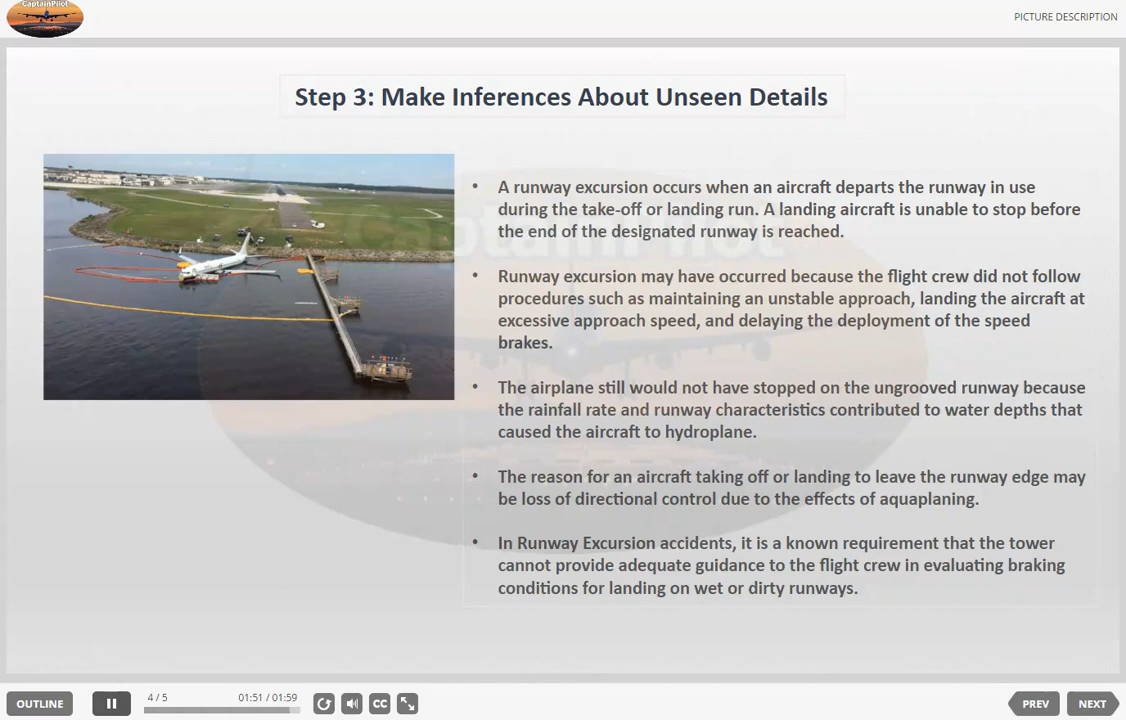 CaptainPilot
PICTURE DESCRIPTION
Step 3: Make Inferences About Unseen Details
• A runway excursion occurs when an aircraft departs the runway in use
during the take-off or landing run. A landing aircraft is unable to stop before
the end of the designated runway is reached.
• Runway excursion may have occurred because the flight crew did not follow
procedures such as maintaining an unstable approach, landing the aircraft at
excessive approach speed, and delaying the deployment of the speed
brakes.
• The airplane still would not have stopped on the ungrooved runway because
the rainfall rate and runway characteristics contributed to water depths that
caused the aircraft to hydroplane.
• The reason for an aircraft taking off or landing to leave the runway edge may
be loss of directional control due to the effects of aquaplaning.
• In Runway Excursion accidents, it is a known requirement that the tower
cannot provide adequate guidance to the flight crew in evaluating braking
conditions for landing on wet or dirty runways.
CaptainPilot
OUTLINE
4 / 5
01:51 / 01:59
CC
PREV
NEXT